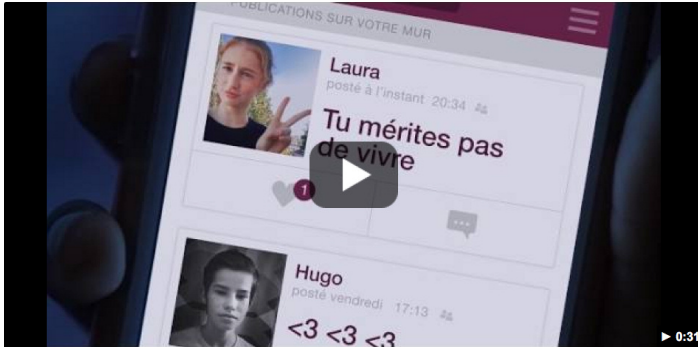 PUBLICATIONS SUR VOTRE MUR
Laura
posté à l'instant 20:34
Tu mérites pas
de vivre
1
Hugo
posté vendredi 17:13
<3 <3 <3
0:31